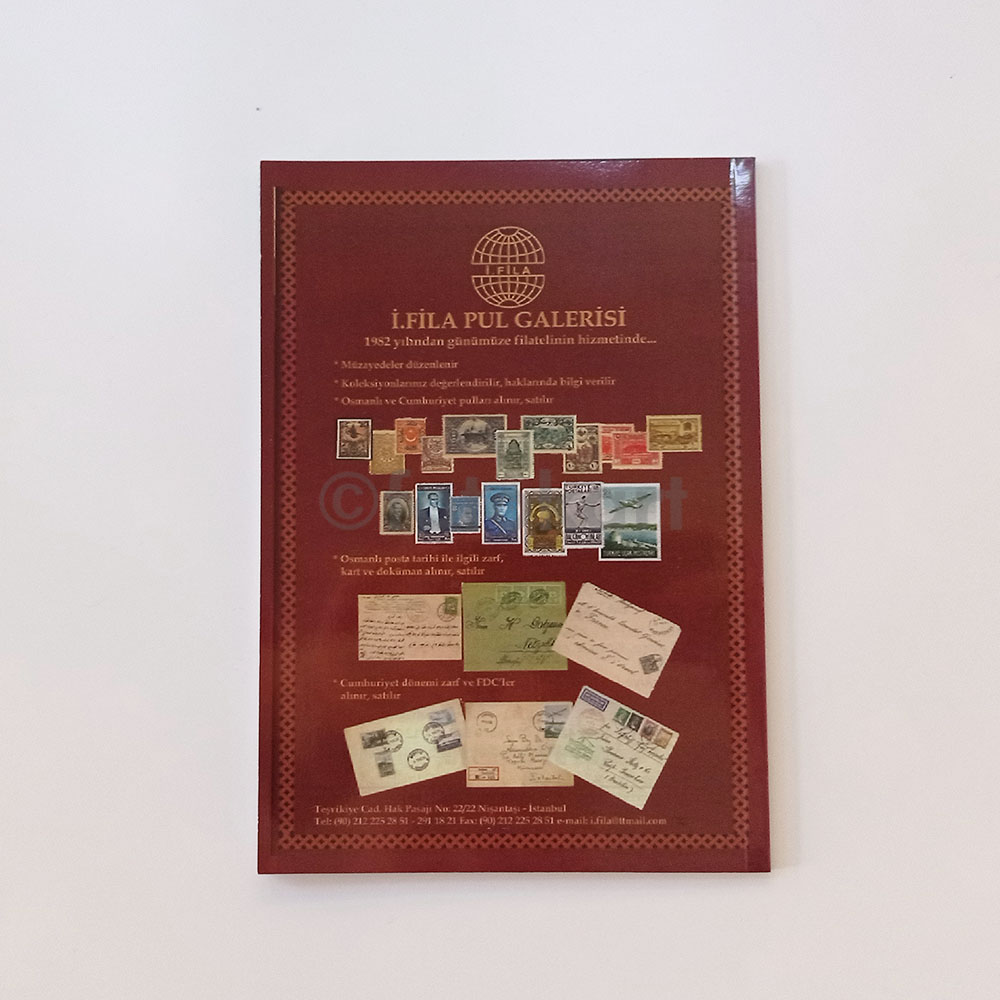 İ.FİLA
İ.FİLA PUL GALERİSİ
1982 yılından günümüze filatelinin hizmetinde...
* Müzayedeler düzenlenir
* Koleksiyonlarınız değerlendirilir, haklarında bilgi verilir
* Osmanlı ve Cumhuriyet pulları alınır, satılır
* Osmanlı posta tarihi ile ilgili zarf,
kart ve doküman alınır, satılır
* Cumhuriyet dönemi zarf ve FDC'ler
alınır, satılır
Teşvikiye Cad. Hak Pasajı No: 22/22 Nişantaşı - İstanbul
Tel: (90) 212 225 28 51 - 291 18 21 Fax: (90) 212 225 28 51 e-mail: i.fila@ttmail.com